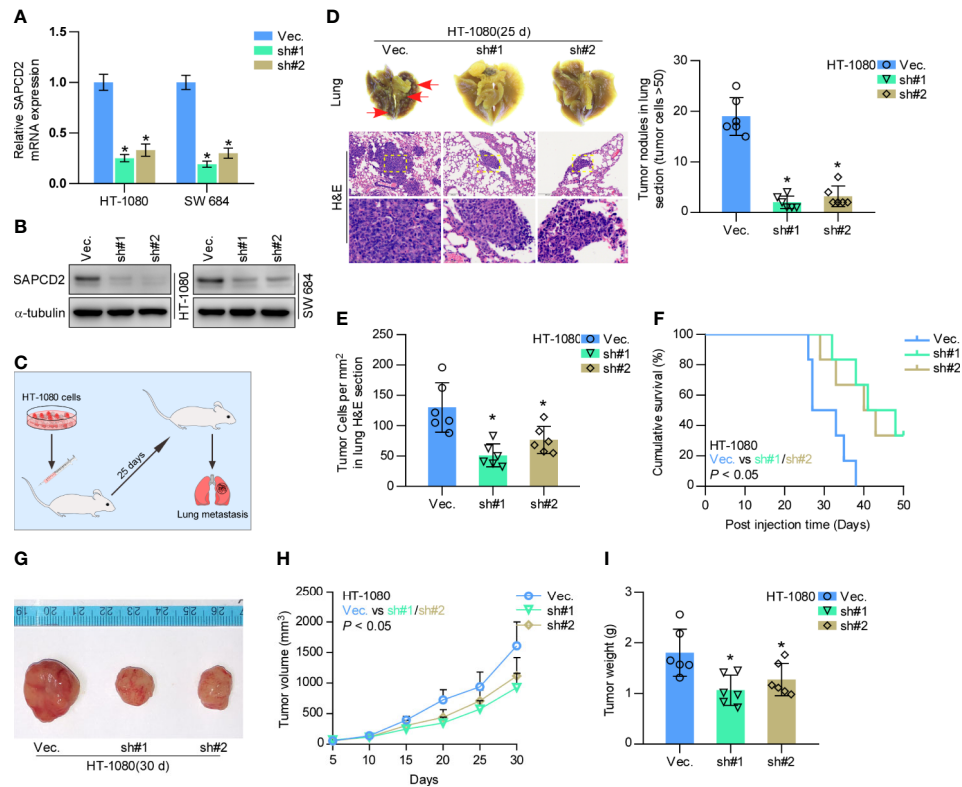 A
Relative SAPCD2
mRNA expression
1.5
1.0
0.5
0.0
* * * *
HT-1080 SW 684
Vec.
sh#1
sh#2
B
Vec. sh#1 sh#2 Vec. sh#1 sh#2
SAPCD2
α-tubulin
HT-1080
SW 684
C
HT-1080 cells
25 days
Lung metastasis
D
HT-1080(25 d)
Vec. sh#1 sh#2
Lung
H&E
Tumor nodes in lung
section (tumor cells >50)
30
20
10
0
HT-1080
Vec.
sh#1
sh#2
* *
Vec. sh#1 sh#2
E
Tumor Cells per mm2
in lung H&E section
250
200
150
100
50
0
HT-1080
Vec.
sh#1
sh#2
* *
Vec. sh#1 sh#2
F
Cumulative survival (%)
100
80
60
40
20
0
Vec.
sh#1
sh#2
HT-1080
Vec. vs sh#1/sh#2
P < 0.05
0 10 20 30 40 50
Post injection time (Days)
G
19 20 21 22 23 24 25 26
Vec. sh#1 sh#2
HT-1080(30 d)
H
Tumor volume (mm3)
2500
2000
1500
1000
500
0
HT-1080
Vec. vs sh#1/sh#2
P < 0.05
Vec.
sh#1
sh#2
5 10 15 20 25 30
Days
I
Tumor weight (g)
3
2
1
0
HT-1080
Vec.
sh#1
sh#2
* *
Vec. sh#1 sh#2